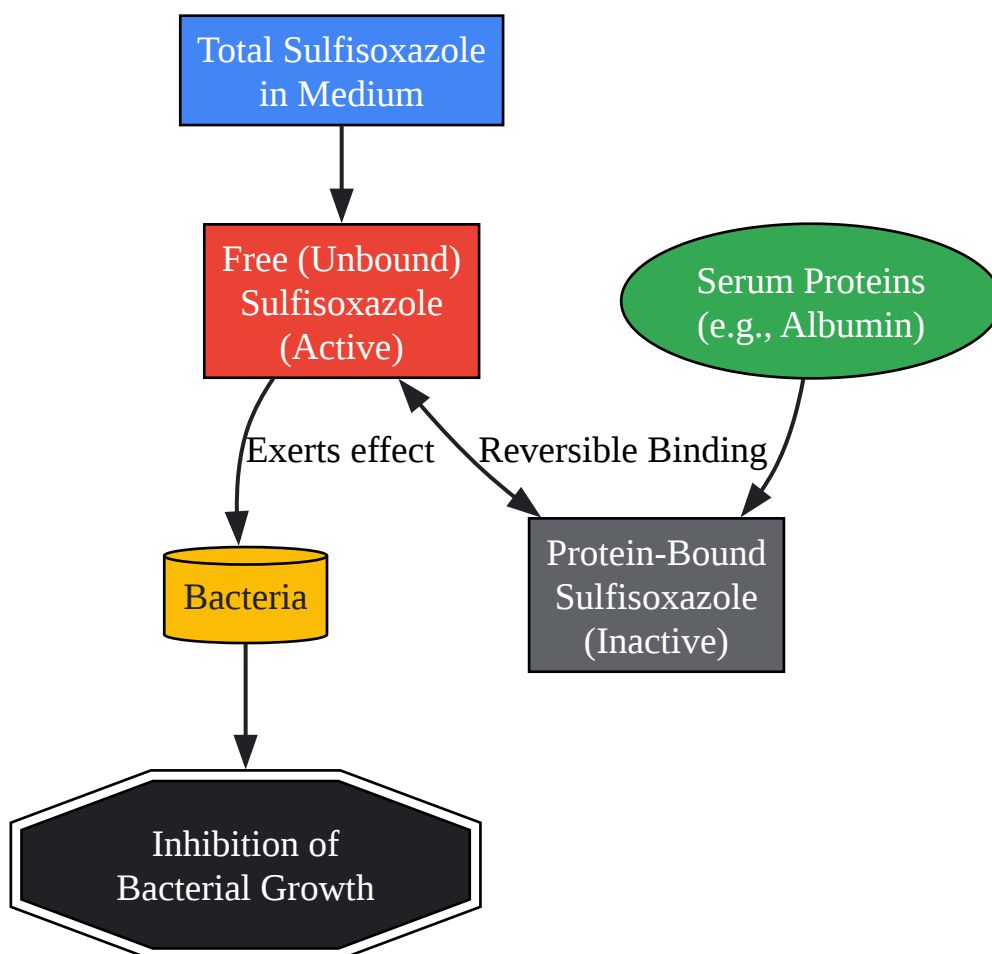 Total Sulfisoxazole
in Medium
Free (Unbound)
Sulfisoxazole
(Active)
Serum Proteins
(e.g., Albumin)
Exerts effect
Reversible Binding
Protein-Bound
Sulfisoxazole
(Inactive)
Bacteria
Inhibition of
Bacterial Growth